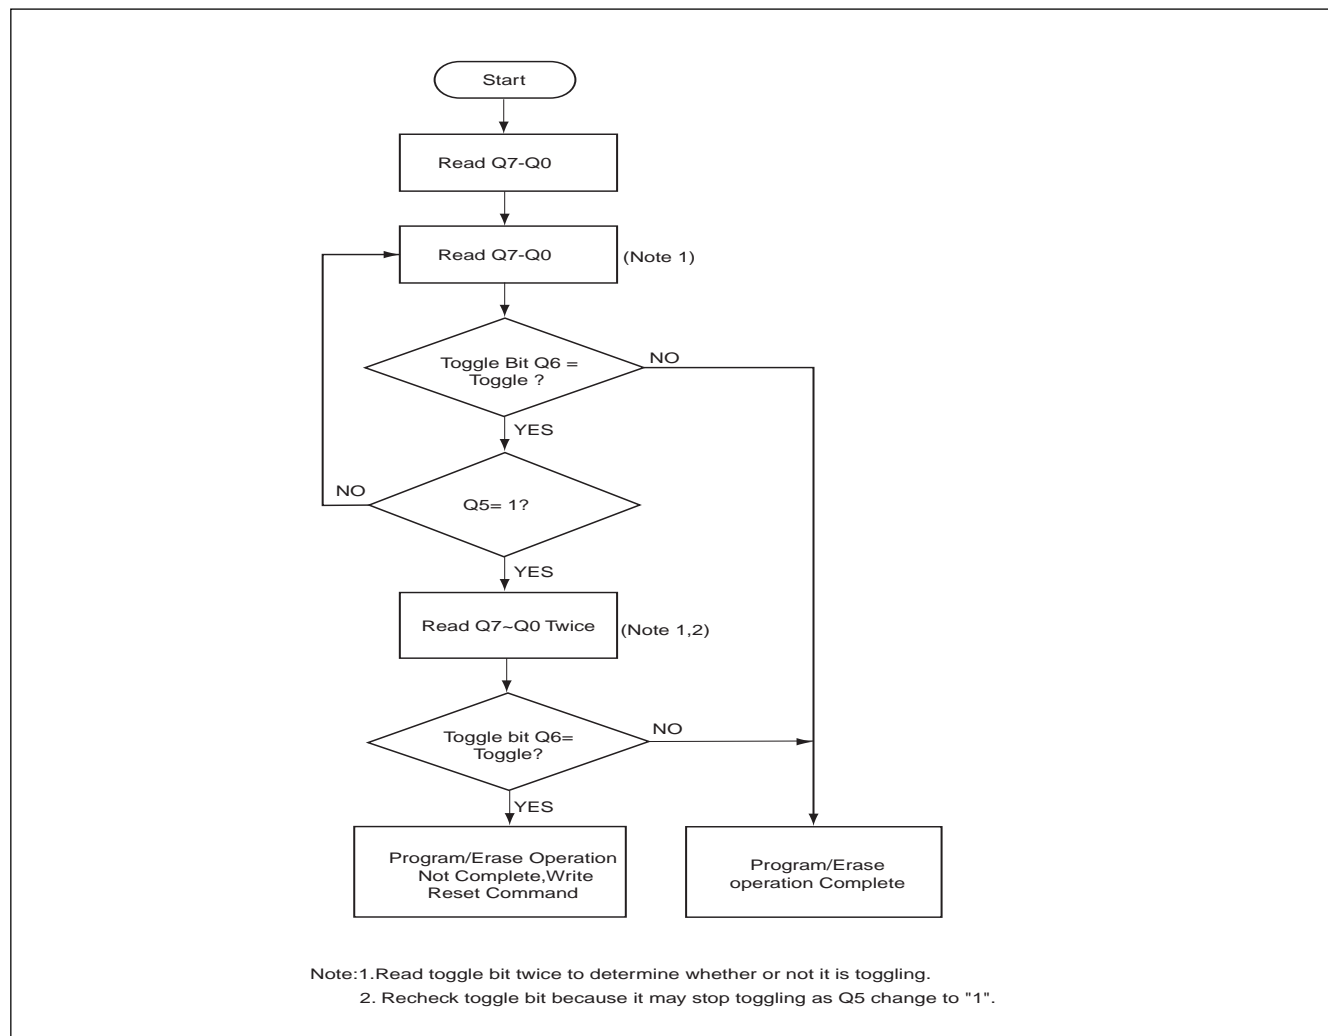 Start
Read Q7-Q0
Read Q7-Q0
(Note 1)
Toggle Bit Q6 =
Toggle ?
NO
YES
NO
Q5= 1?
YES
Read Q7~Q0 Twice
(Note 1,2)
Toggle bit Q6=
Toggle?
NO
YES
Program/Erase Operation
Not Complete,Write
Reset Command
Program/Erase
operation Complete
Note:1.Read toggle bit twice to determine whether or not it is toggling.
2. Recheck toggle bit because it may stop toggling as Q5 change to "1".